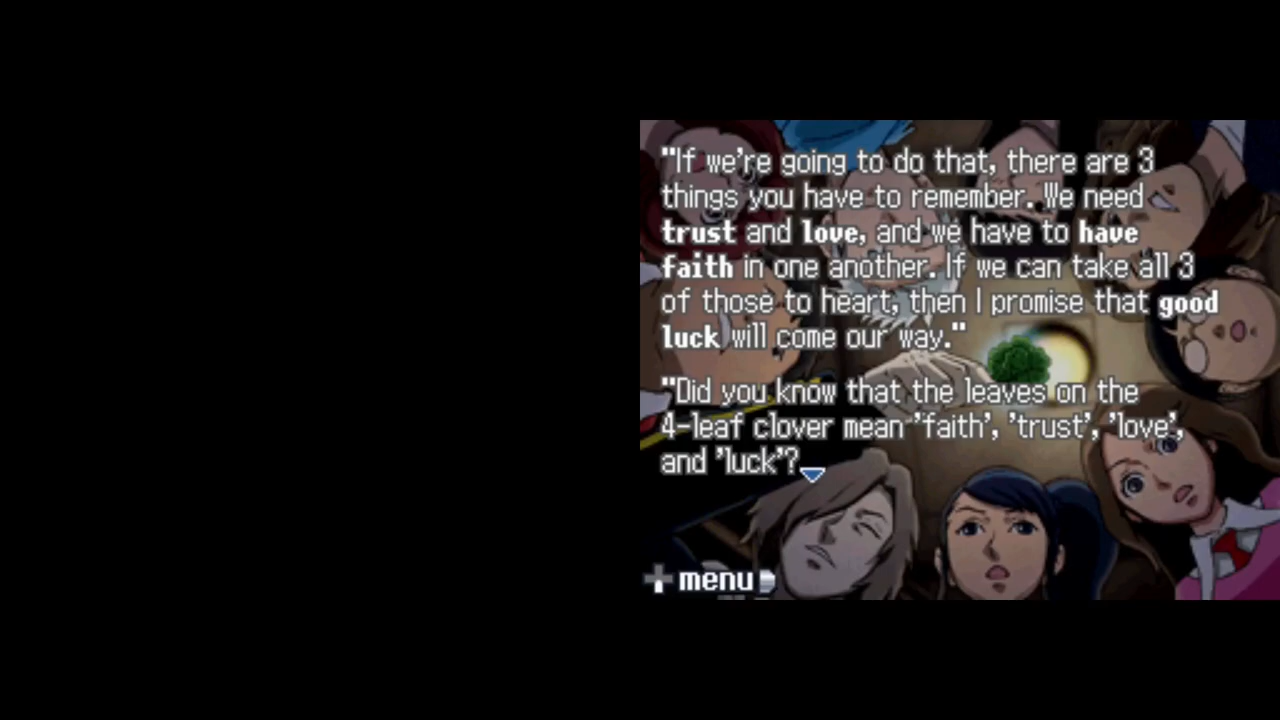 "If we're going to do that, there are 3
things you have to remember. We need
trust and love, and we have to have
faith in one another. If we can take all 3
of those to heart, then I promise that good
luck will come our way."
"Did you know that the leaves on the
4-leaf clover mean 'faith', 'trust', 'love',
and 'luck'?
menu